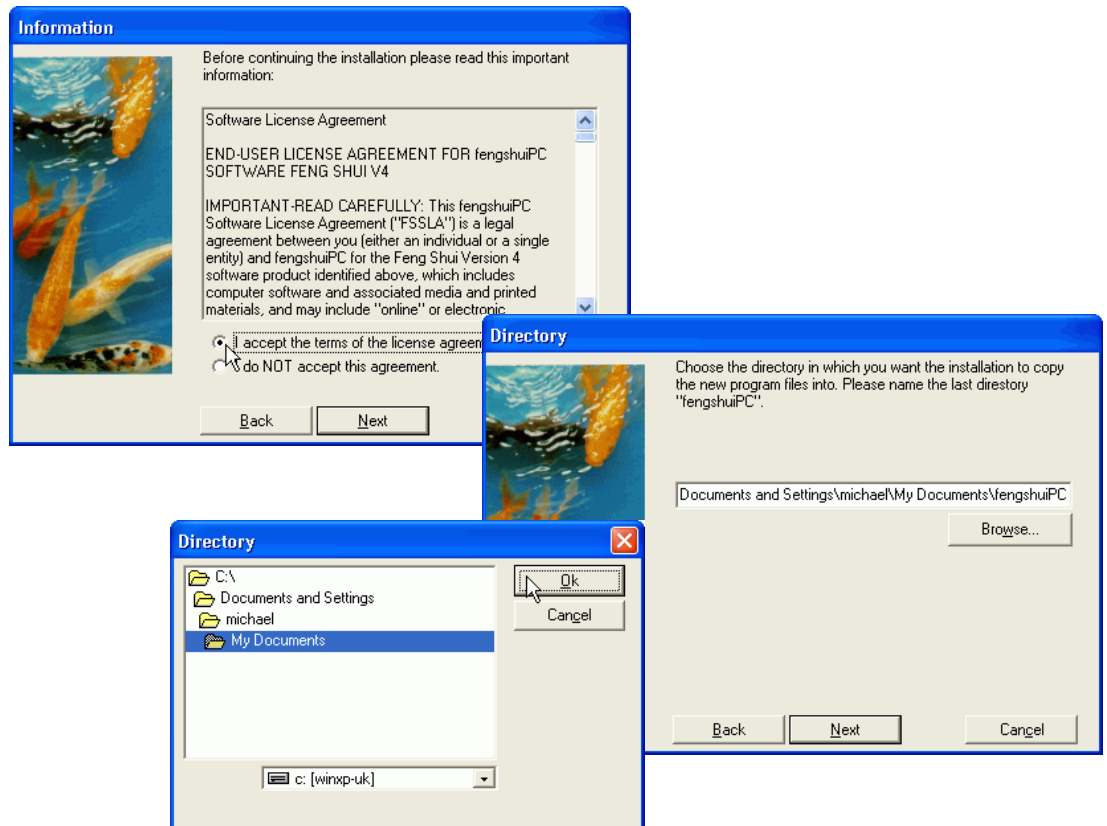 Information
Before continuing the installation please read this important
information:
Software License Agreement
END-USER LICENSE AGREEMENT FOR fengshuiPC
SOFTWARE FENG SHUI V4
IMPORTANT-READ CAREFULLY: This fengshuiPC
Software License Agreement ("FSSLA") is a legal
agreement between you (either an individual or a single
entity) and fengshuiPC for the Feng Shui Version 4
software product identified above, which includes
computer software and associated media and printed
materials, and may include "online" or electronic
I accept the terms of the license agreem
do NOT accept this agreement.
Back Next
Directory
Choose the directory in which you want the installation to copy
the new program files into. Please name the last direstory
"fengshuiPC".
Documents and Settings\michael\My Documents\fengshuiPC
Browse...
Back Next Cancel
Directory
C:\
Documents and Settings
michael
My Documents
Ok
Cancel
c: [winxp-uk]